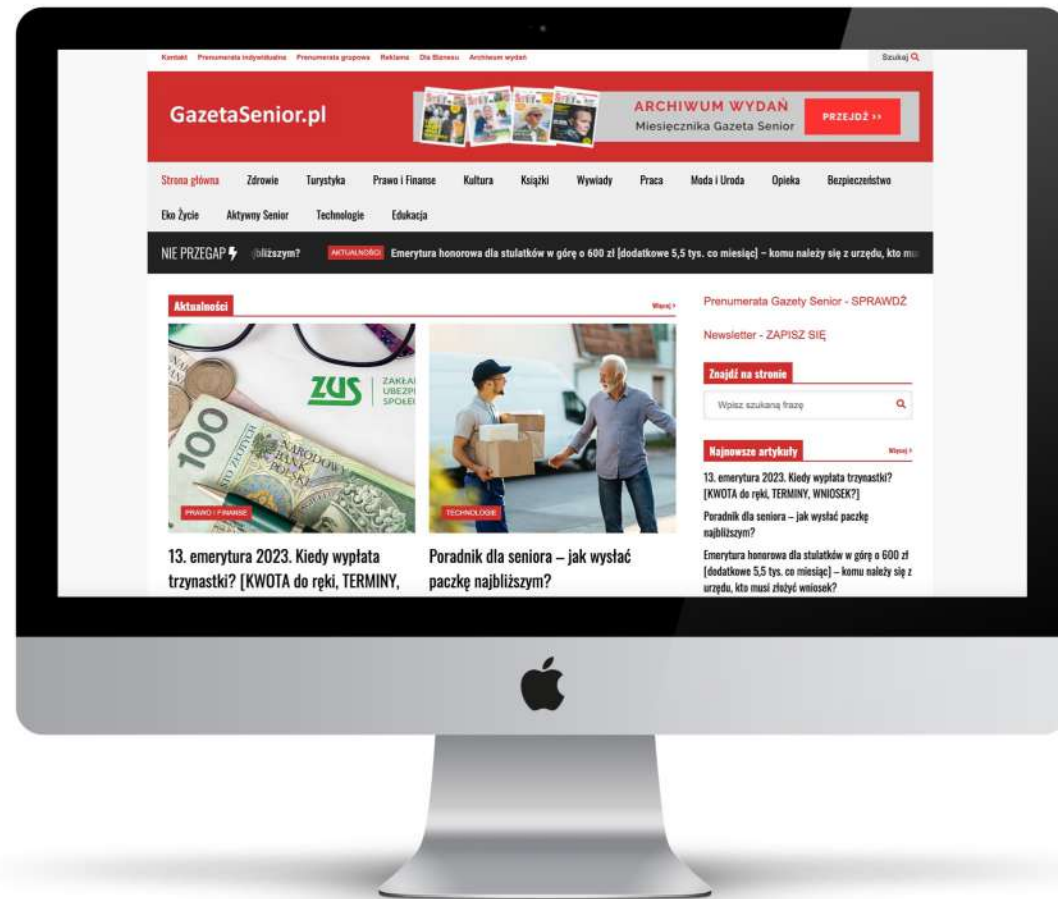 Kontakt Prenumerata indywidualna Prenumerata grupowa Reklama Dla Biznesu Archiwum wydań
Szukaj
GazetaSenior.pl
ARCHIWUM WYDAŃ
Miesięcznika Gazeta Senior
PRZEJDŹ >>
Strona główna Zdrowie Turystyka Prawo i Finanse Kultura Książki Wywiady Praca Moda i Uroda Opieka Bezpieczeństwo
Eko Życie Aktywny Senior Technologie Edukacja
NIE PRZEGAP bliższym? AKTUALNOŚCI Emerytura honorowa dla stulatków w górę o 600 zł [dodatkowe 5,5 tys. co miesiąc] – komu należy się z urzędu, kto
Aktualności
Więcej >
ZUS
ZAKŁA
UBEZP
SPOŁE
100
STO ZŁOTYCH
NARODOWY
BANK
POLSKI
PRAWO I FINANSE
13. emerytura 2023. Kiedy wypłata
trzynastki? [KWOTA do ręki, TERMINY,
TECHNOLOGIE
Poradnik dla seniora – jak wysłać
paczkę najbliższym?
Prenumerata Gazety Senior - SPRAWDŹ
Newsletter - ZAPISZ SIĘ
Znajdź na stronie
Wpisz szukaną frazę
Najnowsze artykuły
Więcej >
13. emerytura 2023. Kiedy wypłata trzynastki?
[KWOTA do ręki, TERMINY, WNIOSEK?]
Poradnik dla seniora – jak wysłać paczkę
najbliższym?
Emerytura honorowa dla stulatków w górę o 600 zł
[dodatkowe 5,5 tys. co miesiąc] – komu należy się z
urzędu, kto musi złożyć wniosek?